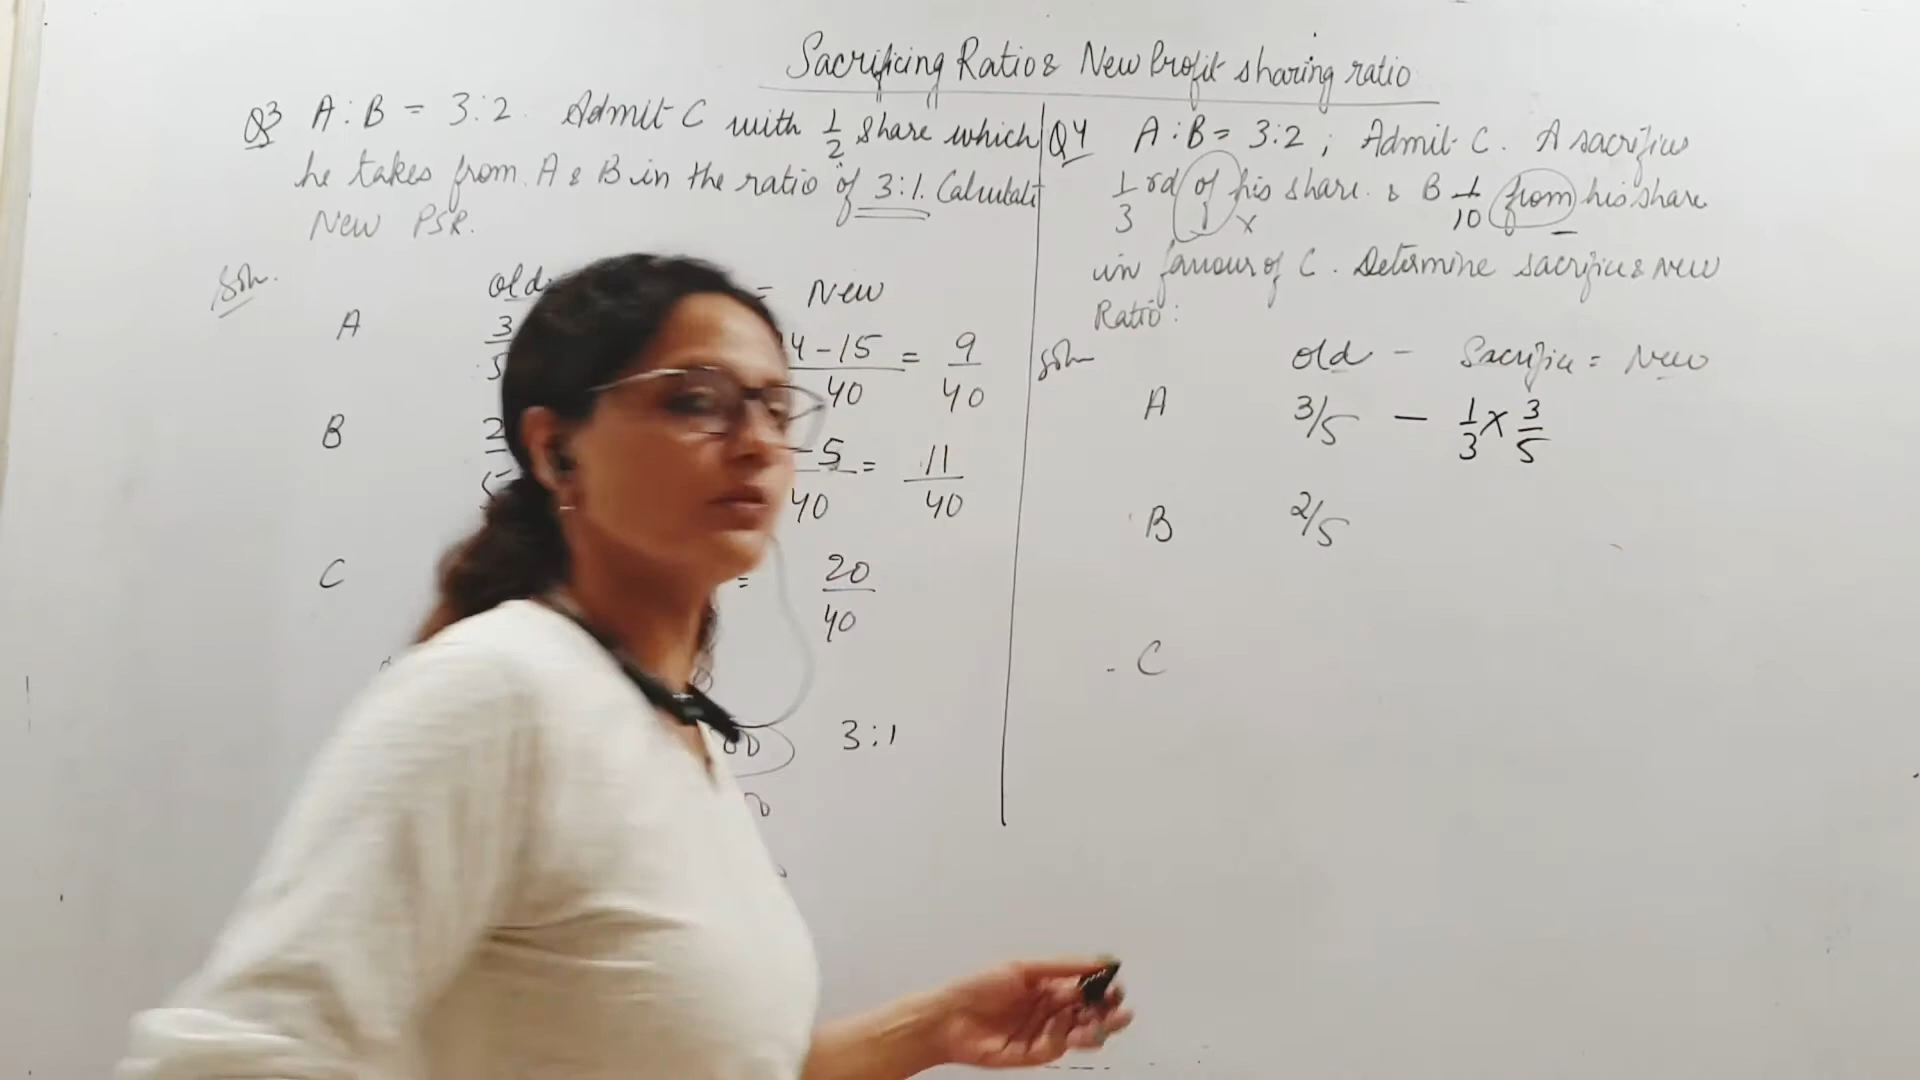 Sacrificing Ratio & New Profit sharing ratio
Q3 A : B = 3:2. Admit C with 1/2 share which
he takes from A & B in the ratio of 3:1. Calculate
New PSR.
Soln.
old = New
A 3/5 4-15/40 = 9/40
B 2/5 -5/40 = 11/40
C = 20/40
3:1
Q4 A : B = 3:2 ; Admit C. A sacrifices
1/3 rd of his share & B 1/10 from his share
1 x
in favour of C. Determine sacrifice & New
Ratio:
Soln
old - Sacrifice = New
A 3/5 - 1/3 x 3/5
B 2/5
- C